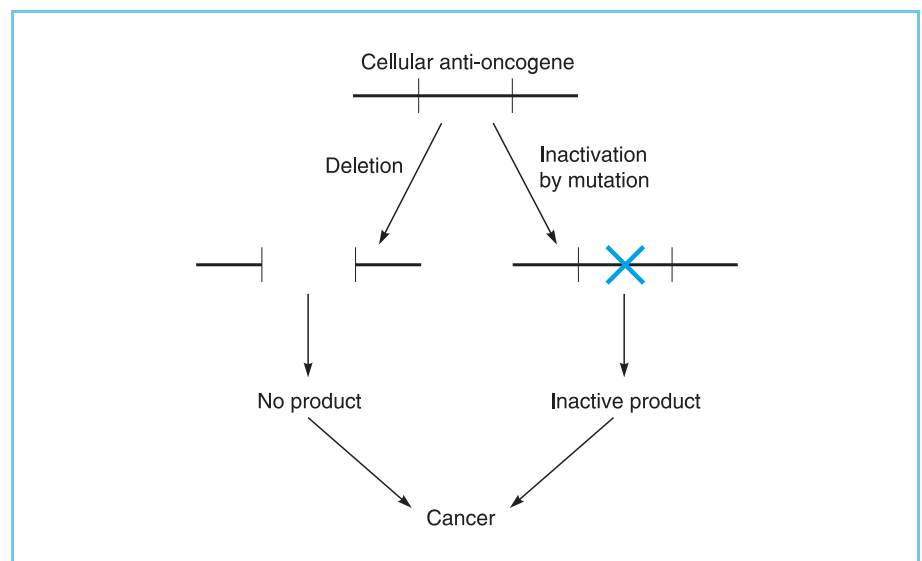 Cellular anti-oncogene
Deletion
Inactivation
by mutation
No product
Inactive product
Cancer